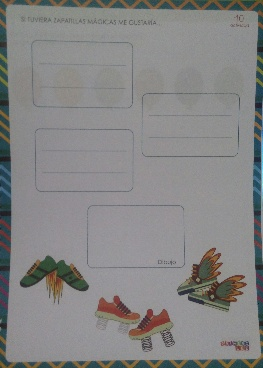 SI TUVIERA ZAPATILLAS MÁGICAS ME GUSTARÍA...
10
Dibujo